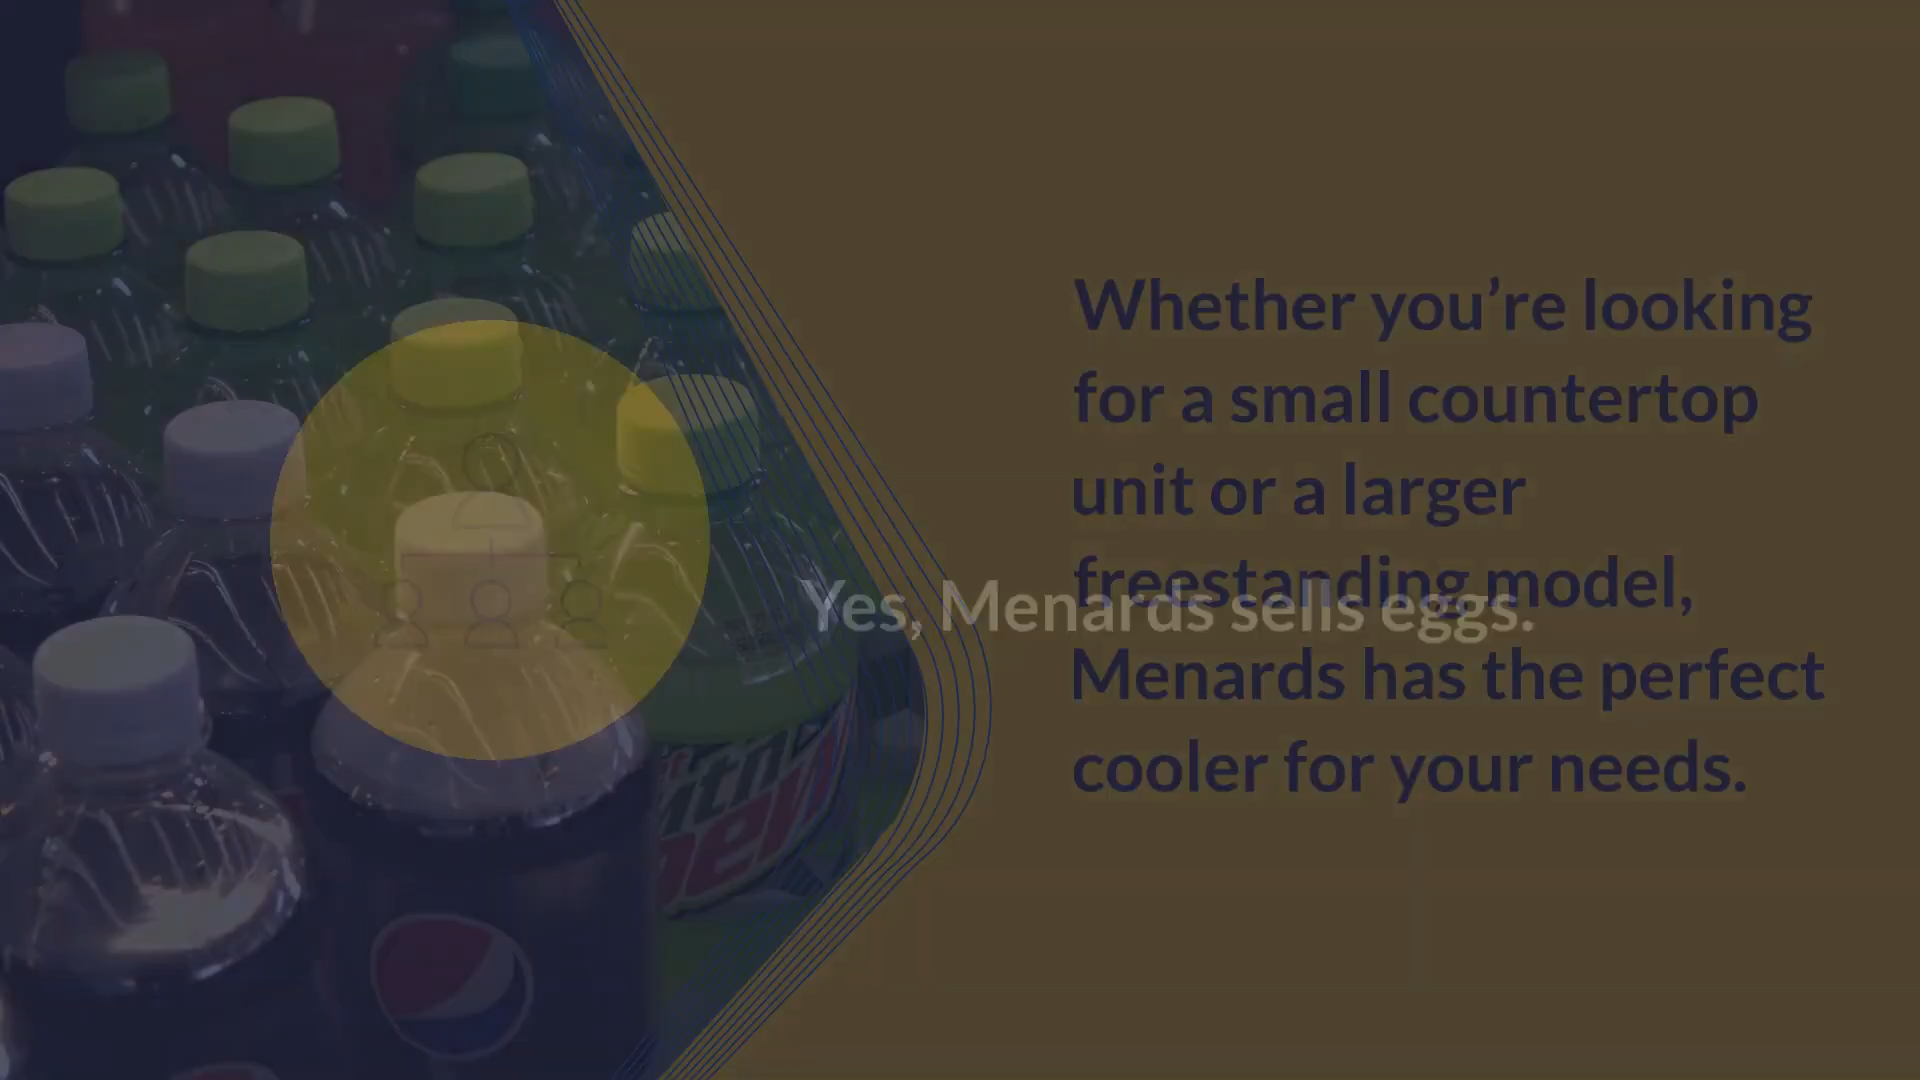 Whether you’re looking
for a small countertop
unit or a larger
freestanding model,
Yes, Menards sells eggs.
Menards has the perfect
cooler for your needs.